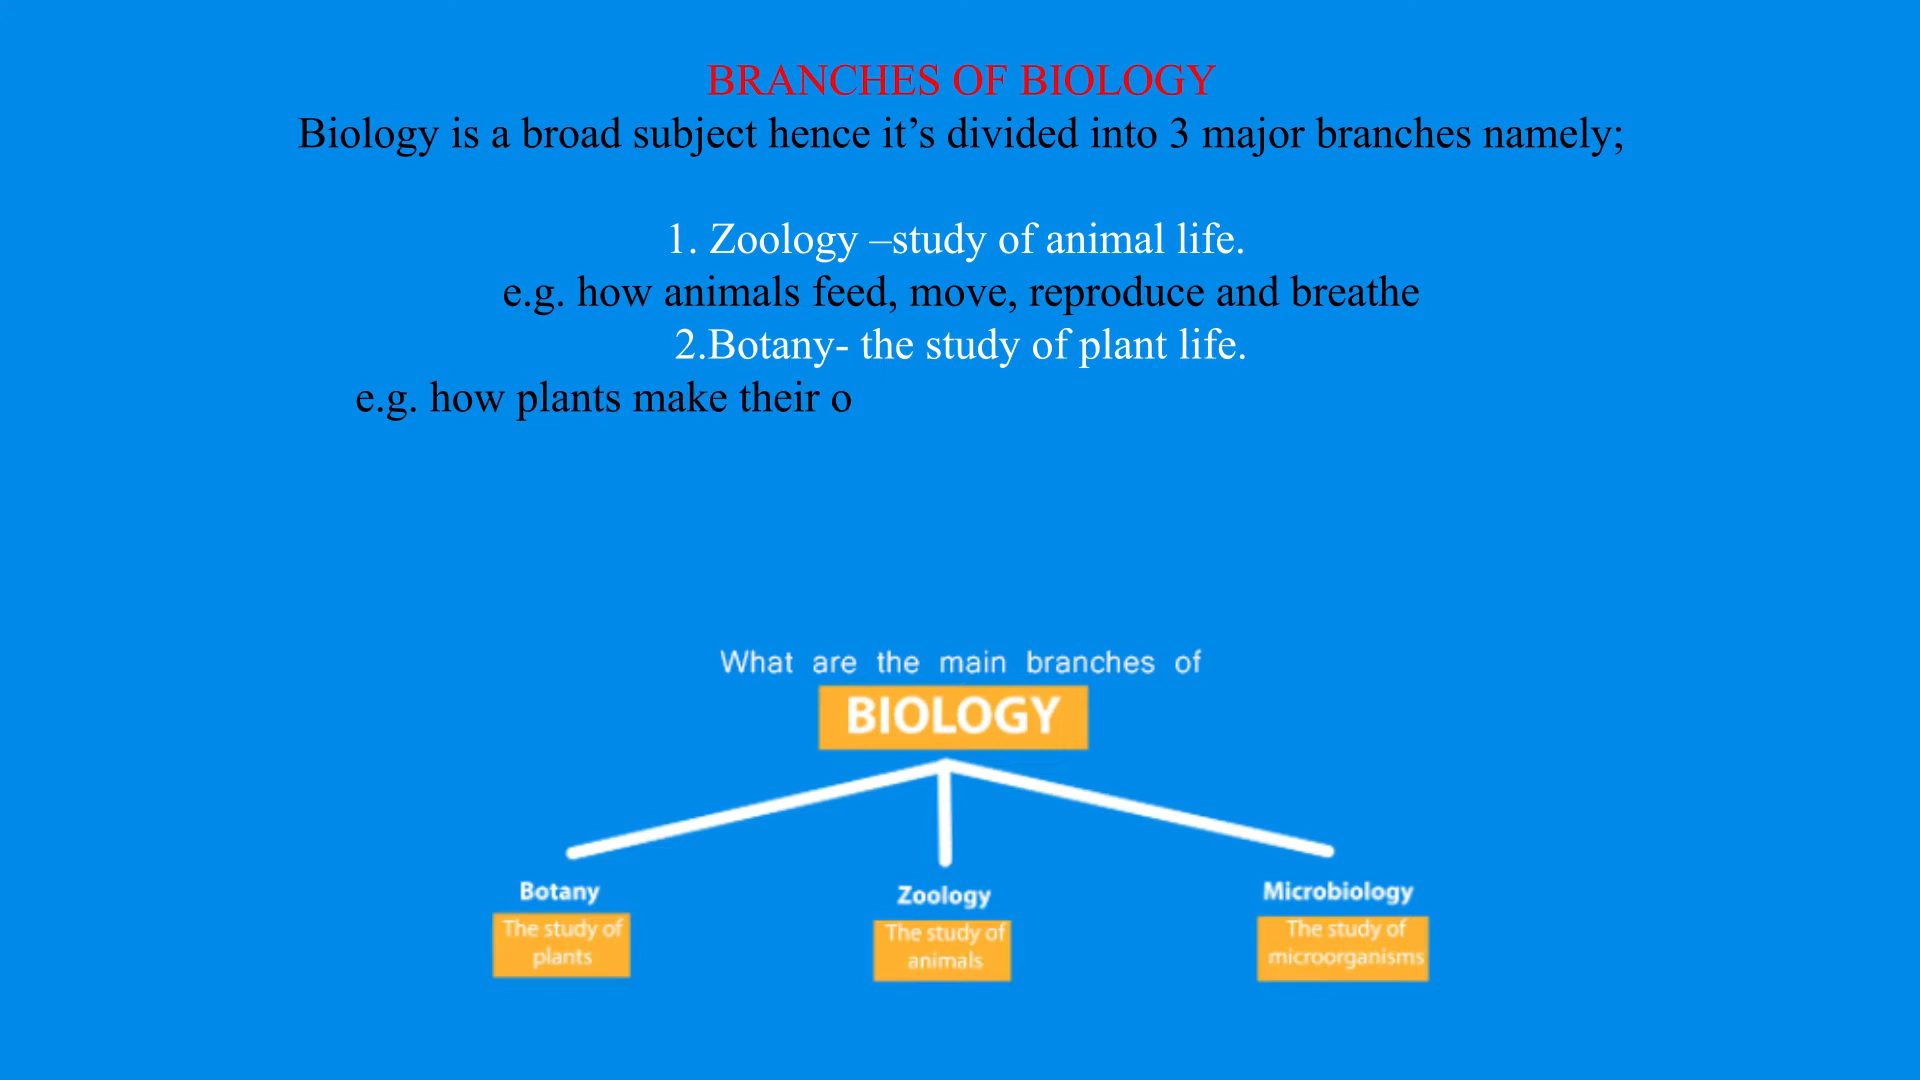 BRANCHES OF BIOLOGY
Biology is a broad subject hence it’s divided into 3 major branches namely;
1. Zoology –study of animal life.
e.g. how animals feed, move, reproduce and breathe
2.Botany- the study of plant life.
e.g. how plants make their o
What are the main branches of
BIOLOGY
Botany
The study of
plants
Zoology
The study of
animals
Microbiology
The study of
microorganisms